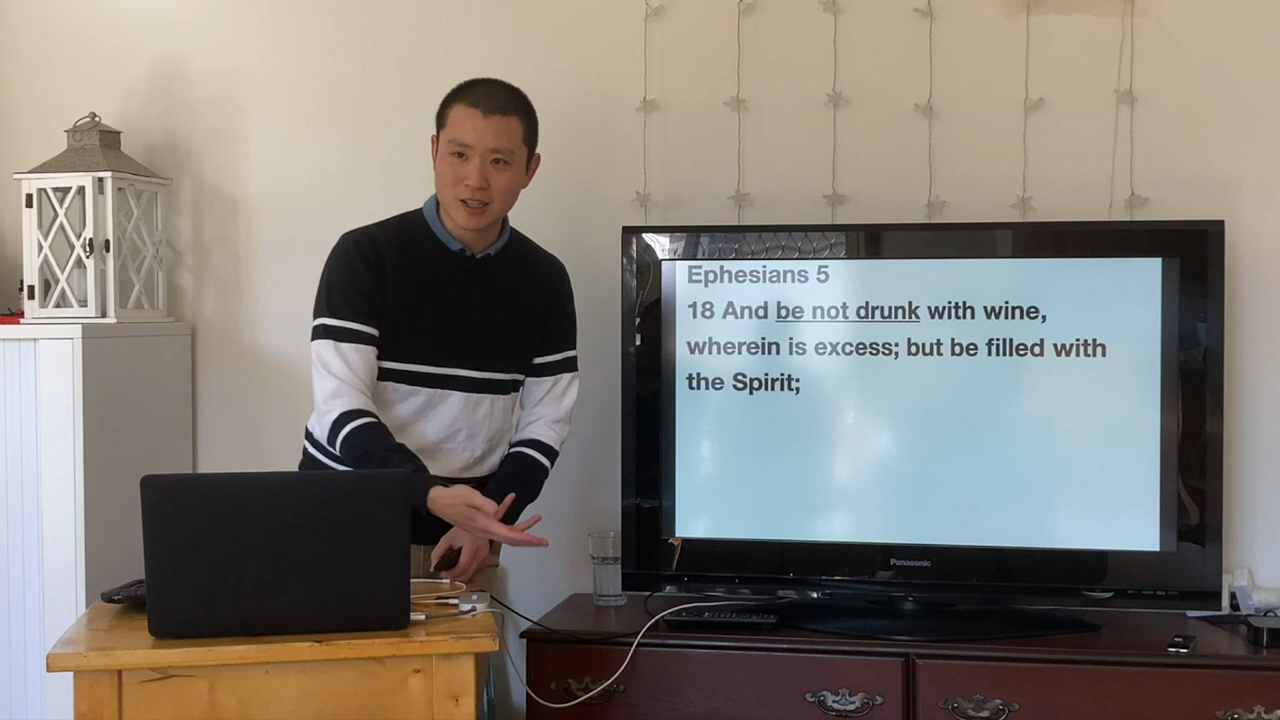 Ephesians 5
18 And be not drunk with wine,
wherein is excess; but be filled with
the Spirit;
Panasonic